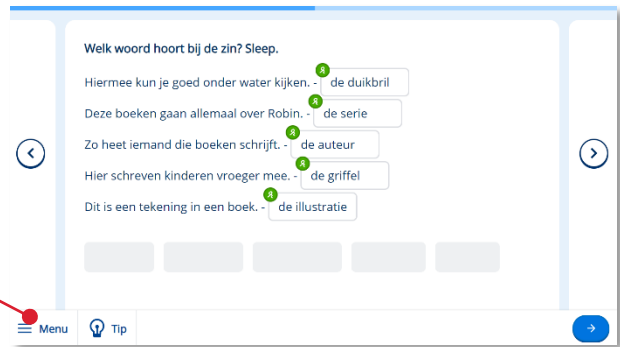 Welk woord hoort bij de zin? Sleep.
Hiermee kun je goed onder water kijken. - de duikbril
Deze boeken gaan allemaal over Robin. - de serie
Zo heet iemand die boeken schrijft. - de auteur
Hier schreven kinderen vroeger mee. - de griffel
Dit is een tekening in een boek. - de illustratie
Menu Tip